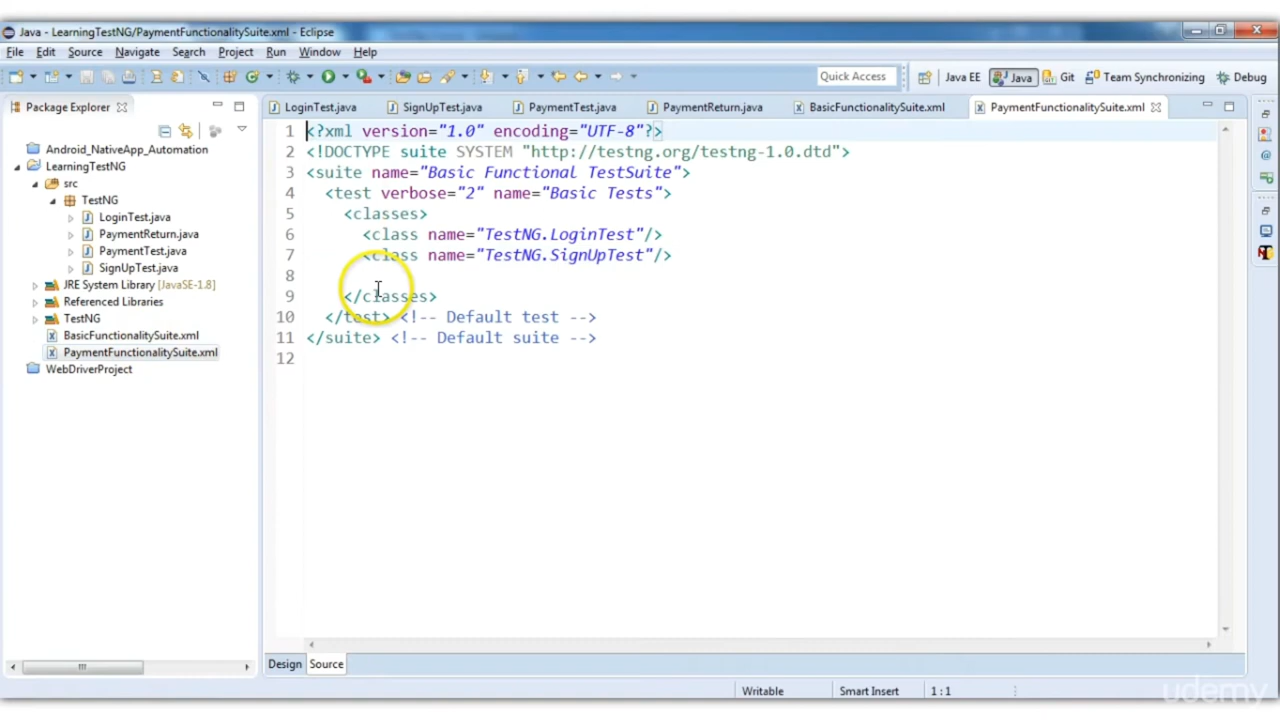 Java - LearningTestNG/PaymentFunctionalitySuite.xml - Eclipse
File Edit Source Navigate Search Project Run Window Help
Quick Access Java EE Java Git Team Synchronizing Debug
Package Explorer
LoginTest.java SignUpTest.java PaymentTest.java PaymentReturn.java BasicFunctionalitySuite.xml PaymentFunctionalitySuite.xml
Android_NativeApp_Automation
LearningTestNG
src
TestNG
LoginTest.java
PaymentReturn.java
PaymentTest.java
SignUpTest.java
JRE System Library [JavaSE-1.8]
Referenced Libraries
TestNG
BasicFunctionalitySuite.xml
PaymentFunctionalitySuite.xml
WebDriverProject
1 <?xml version="1.0" encoding="UTF-8"?>
2 <!DOCTYPE suite SYSTEM "http://testng.org/testng-1.0.dtd">
3 <suite name="Basic Functional TestSuite">
4 <test verbose="2" name="Basic Tests">
5 <classes>
6 <class name="TestNG.LoginTest"/>
7 <class name="TestNG.SignUpTest"/>
8
9 </classes>
10 </test> <!-- Default test -->
11 </suite> <!-- Default suite -->
12
Design Source
Writable Smart Insert 1 : 1
udemy